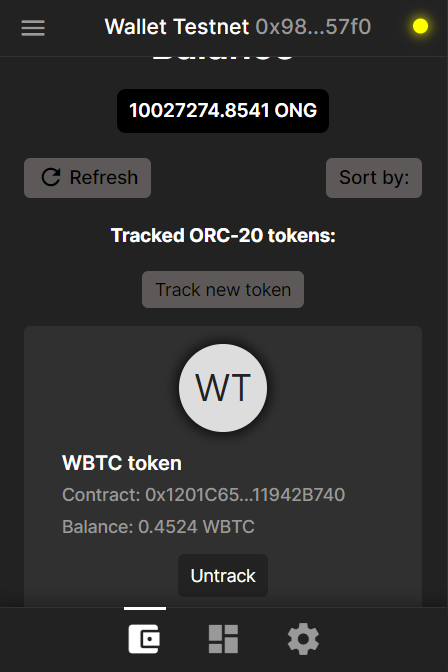 Wallet Testnet 0x98...57f0
Balance
10027274.8541 ONG
Refresh
Sort by:
Tracked ORC-20 tokens:
Track new token
WT
WBTC token
Contract: 0x1201C65...11942B740
Balance: 0.4524 WBTC
Untrack